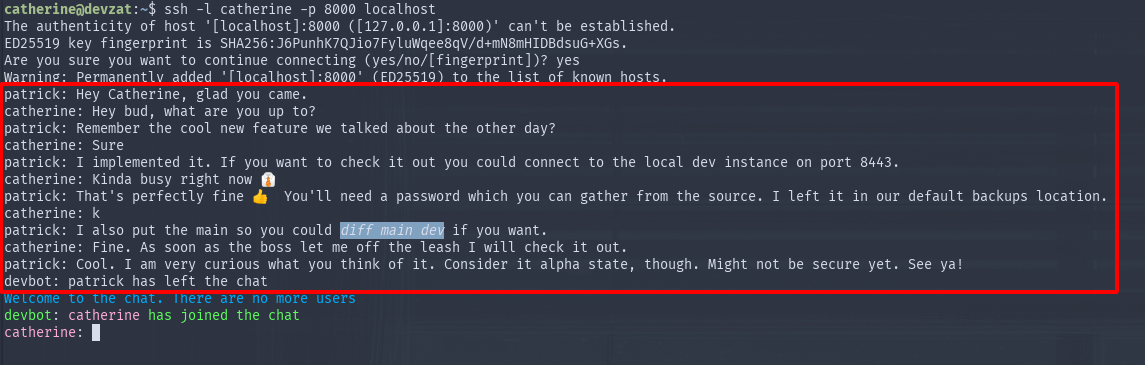 catherine@devzat:~$ ssh -l catherine -p 8000 localhost
The authenticity of host '[localhost]:8000 ([127.0.0.1]:8000)' can't be established.
ED25519 key fingerprint is SHA256:J6PunhK7QJio7FyluWqee8qV/d+mN8mHIDBdsuG+XGs.
Are you sure you want to continue connecting (yes/no/[fingerprint])? yes
Warning: Permanently added '[localhost]:8000' (ED25519) to the list of known hosts.
patrick: Hey Catherine, glad you came.
catherine: Hey bud, what are you up to?
patrick: Remember the cool new feature we talked about the other day?
catherine: Sure
patrick: I implemented it. If you want to check it out you could connect to the local dev instance on port 8443.
catherine: Kinda busy right now 👔
patrick: That's perfectly fine 👍  You'll need a password which you can gather from the source. I left it in our default backups location.
catherine: k
patrick: I also put the main so you could diff main dev if you want.
catherine: Fine. As soon as the boss let me off the leash I will check it out.
patrick: Cool. I am very curious what you think of it. Consider it alpha state, though. Might not be secure yet. See ya!
devbot: patrick has left the chat
Welcome to the chat. There are no more users
devbot: catherine has joined the chat
catherine: